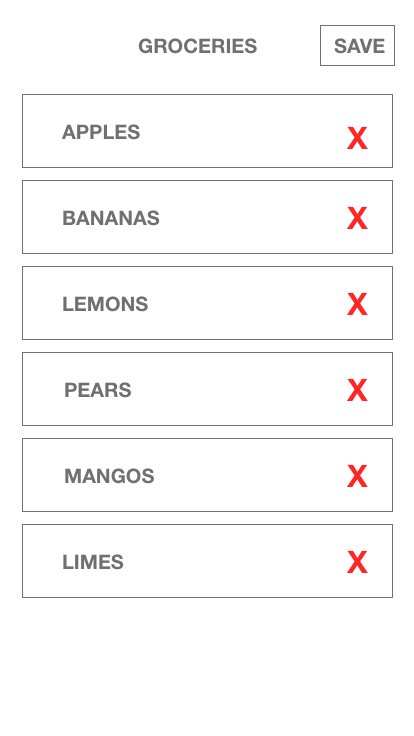 GROCERIES SAVE
APPLES X
BANANAS X
LEMONS X
PEARS X
MANGOS X
LIMES X